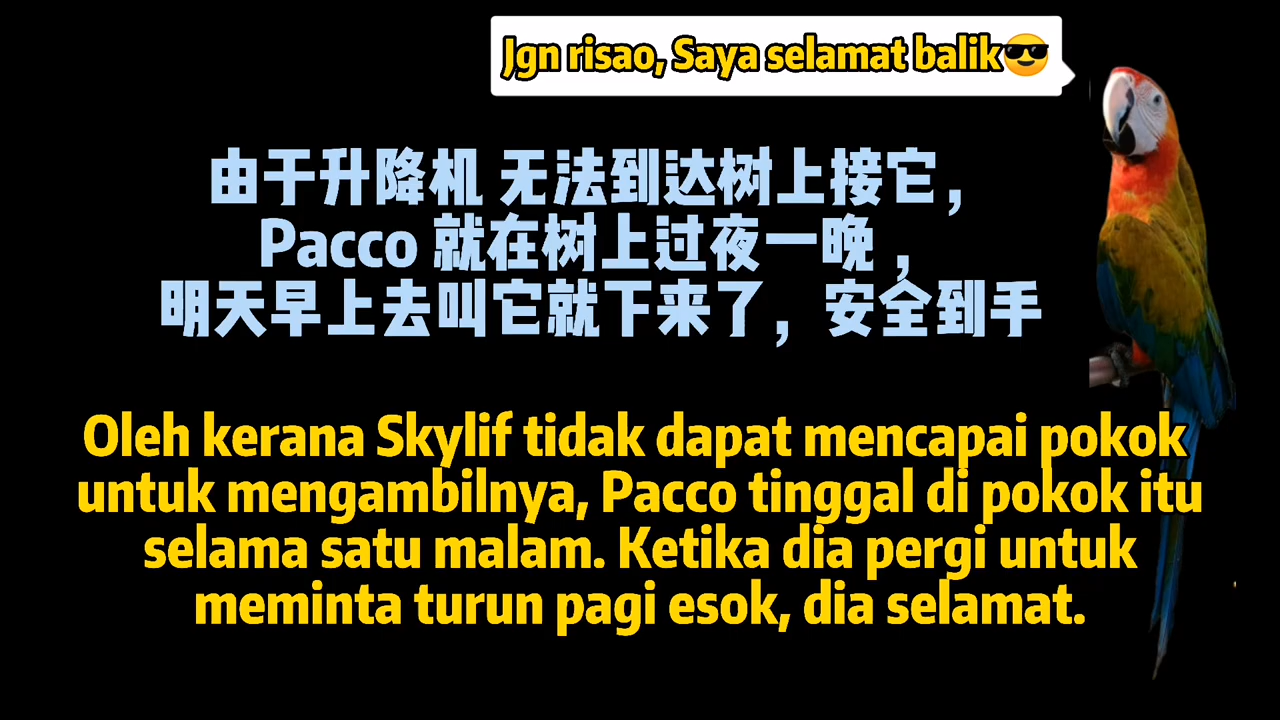 Jgn risao, Saya selamat balik😎
由于升降机 无法到达树上接它，
Pacco 就在树上过夜一晚 ，
明天早上去叫它就下来了，安全到手
Oleh kerana Skylif tidak dapat mencapai pokok
untuk mengambilnya, Pacco tinggal di pokok itu
selama satu malam. Ketika dia pergi untuk
meminta turun pagi esok, dia selamat.